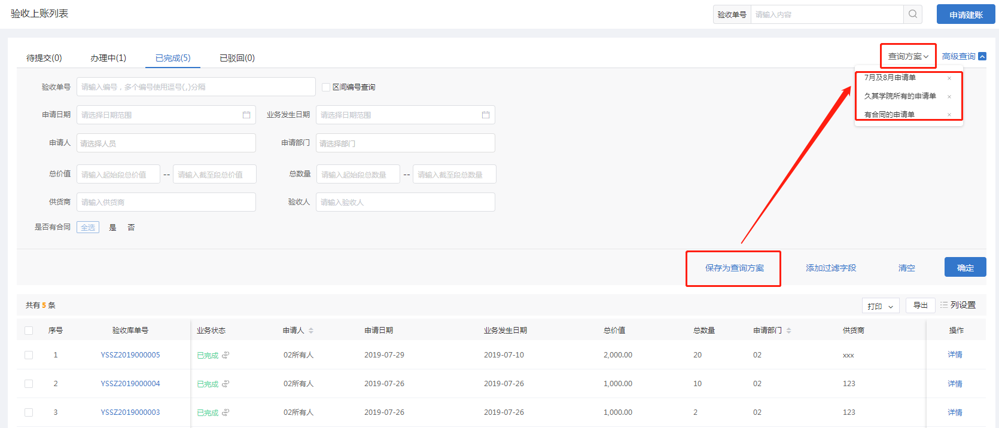 验收上账列表
验收单号 请输入内容 申请建账
待提交(0) 办理中(1) 已完成(5) 已驳回(0) 查询方案 高级查询
7月及8月申请单 ×
久其学院所有的申请单 ×
有合同的申请单 ×
验收单号 请输入编号，多个编号使用逗号(,)分隔 区间编号查询
申请日期 请选择日期范围 业务发生日期 请选择日期范围
申请人 请选择人员 申请部门 请选择部门
总价值 请输入起始段总价值 -- 请输入截至段总价值 总数量 请输入起始段总数量 -- 请输入截至段总数量
供货商 请输入供货商 验收人 请输入验收人
是否有合同 全选 是 否
保存为查询方案 添加过滤字段 清空 确定
共有 5 条 打印 导出 列设置
序号 验收库单号 业务状态 申请人 申请日期 业务发生日期 总价值 总数量 申请部门 供货商 操作
1 YSSZ2019000005 已完成 02所有人 2019-07-29 2019-07-10 2,000.00 20 02 xxx 详情
2 YSSZ2019000004 已完成 02所有人 2019-07-26 2019-07-26 1,000.00 10 02 123 详情
3 YSSZ2019000003 已完成 02所有人 2019-07-26 2019-07-26 1,000.00 2 02 123 详情